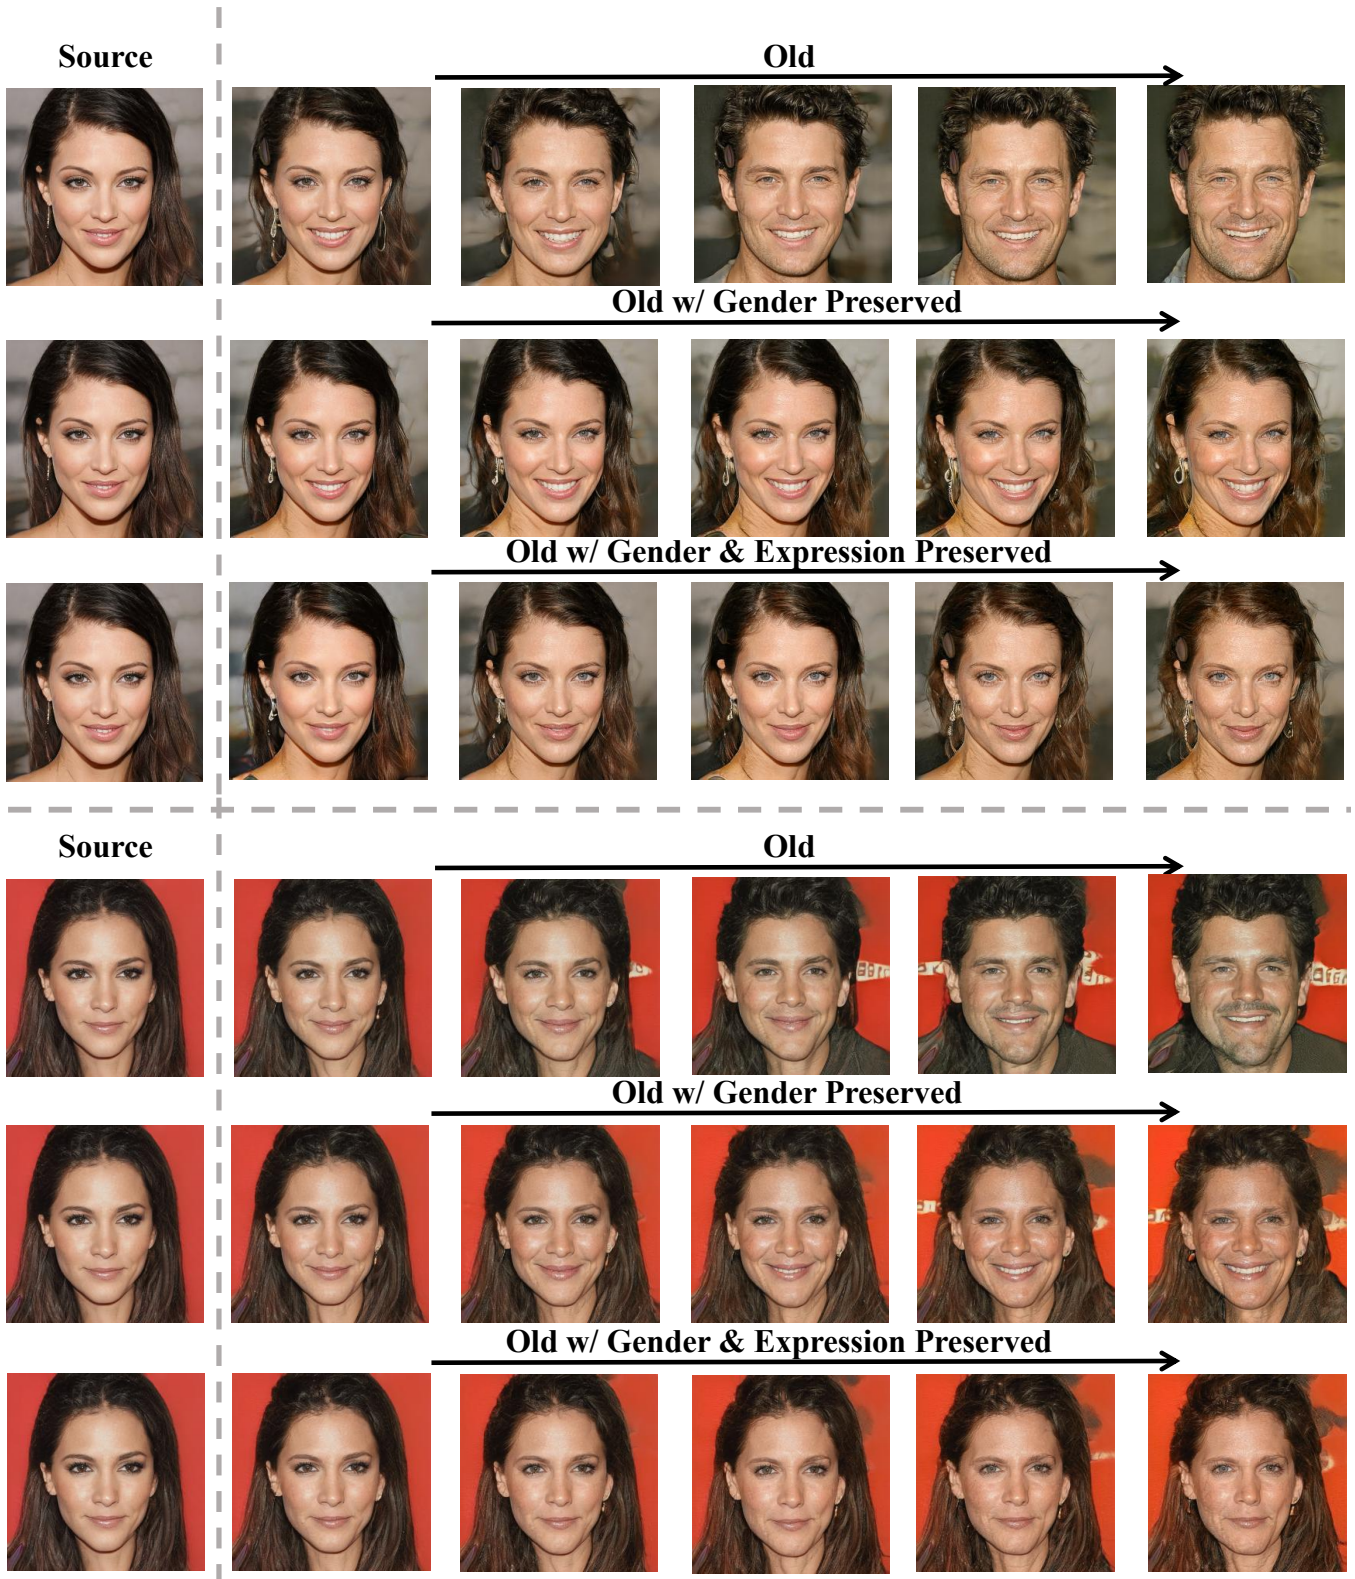 Source
Old
Old w/ Gender Preserved
Old w/ Gender & Expression Preserved
Source
Old
Old w/ Gender Preserved
Old w/ Gender & Expression Preserved